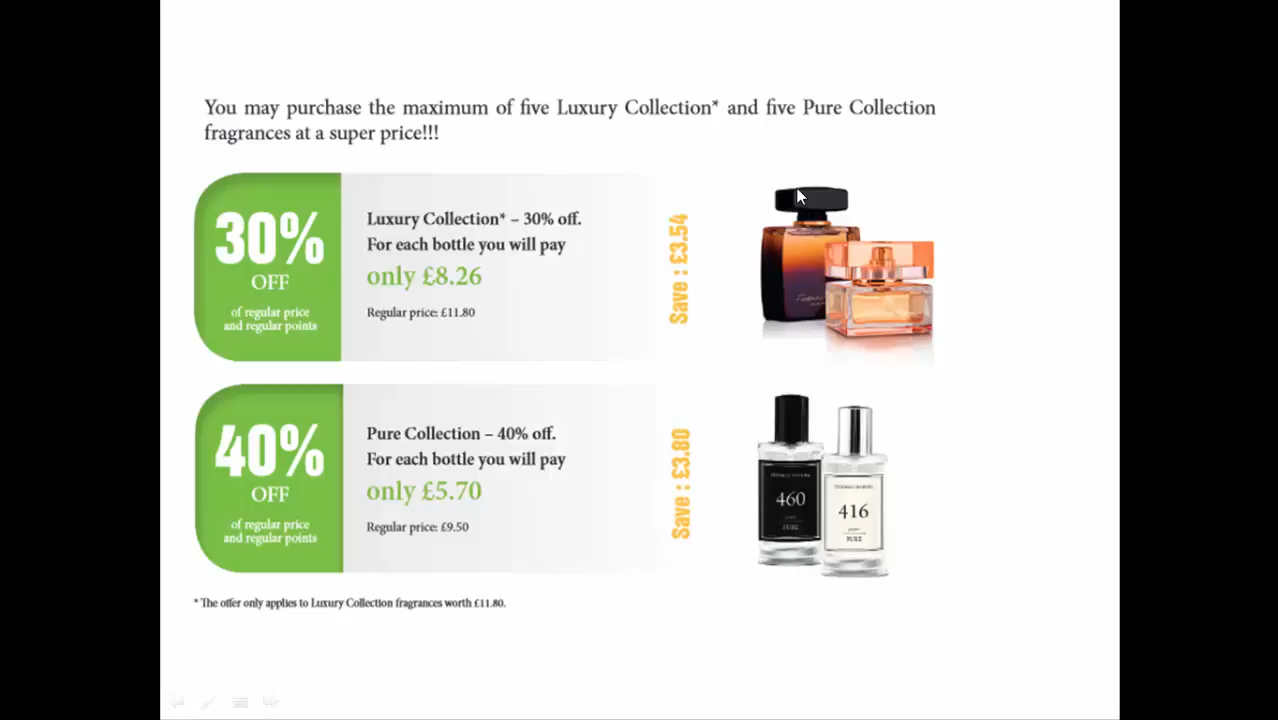 You may purchase the maximum of five Luxury Collection* and five Pure Collection
fragrances at a super price!!!
30%
OFF
of regular price
and regular points
Luxury Collection* – 30% off.
For each bottle you will pay
only £8.26
Regular price: £11.80
Save : £3.54
40%
OFF
of regular price
and regular points
Pure Collection – 40% off.
For each bottle you will pay
only £5.70
Regular price: £9.50
Save : £3.80
460
PURE
416
PURE
* The offer only applies to Luxury Collection fragrances worth £11.80.